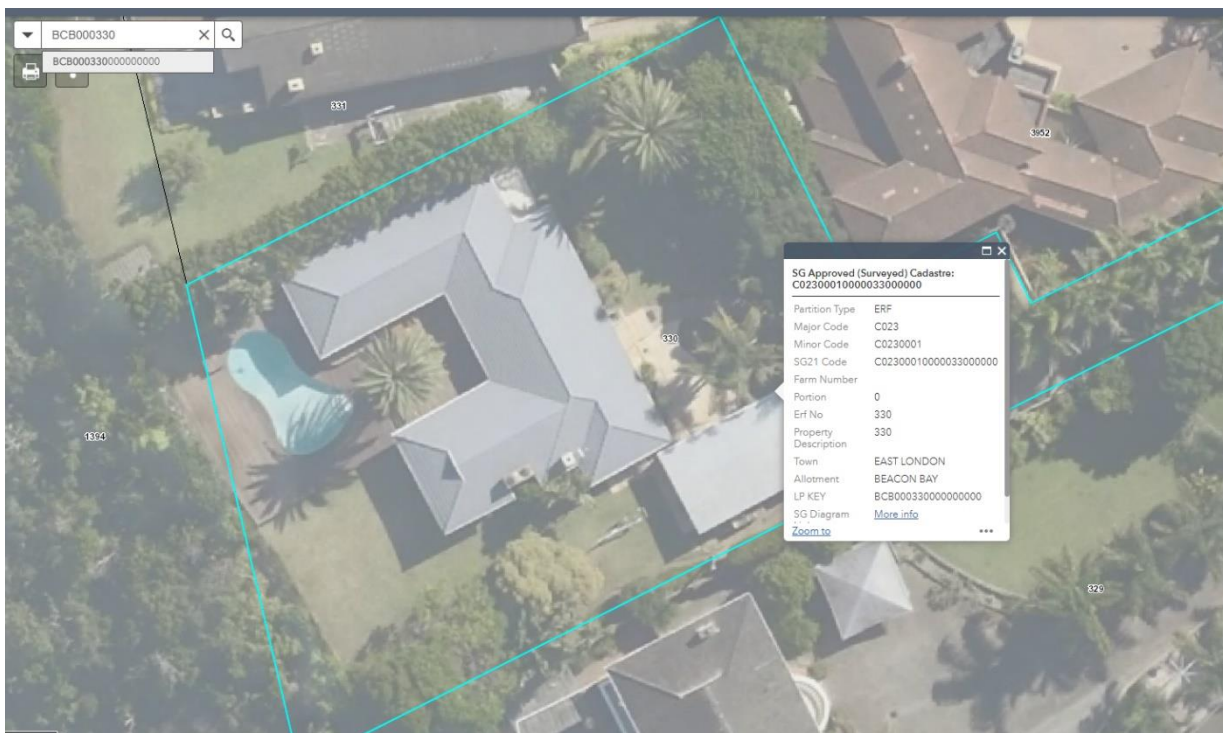 BCB000330
BCB000330000000000
331
3952
330
1394
329
SG Approved (Surveyed) Cadastre:
C02300010000033000000
Partition Type ERF
Major Code C023
Minor Code C0230001
SG21 Code C02300010000033000000
Farm Number
Portion 0
Erf No 330
Property
Description 330
Town EAST LONDON
Allotment BEACON BAY
LP KEY BCB000330000000000
SG Diagram More info
Zoom to